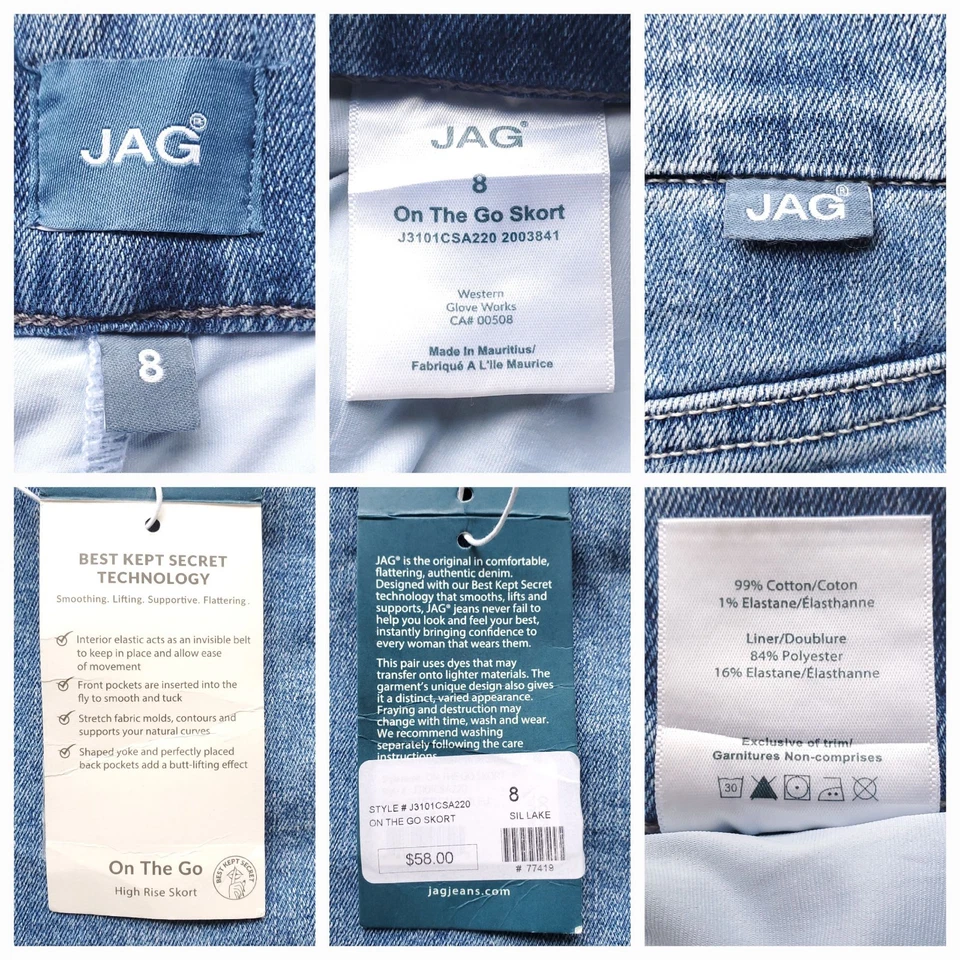 JAG®
8
JAG®
8
On The Go Skort
J3101CSA220 2003841
Western
Glove Works
CA# 00508
Made In Mauritius/
Fabriqué A L'Ile Maurice
JAG®
BEST KEPT SECRET
TECHNOLOGY
Smoothing. Lifting. Supportive. Flattering.
Interior elastic acts as an invisible belt
to keep in place and allow ease
of movement
Front pockets are inserted into the
fly to smooth and tuck
Stretch fabric molds, contours and
supports your natural curves
Shaped yoke and perfectly placed
back pockets add a butt-lifting effect
On The Go
High Rise Skort
BEST KEPT SECRET
JAG® is the original in comfortable,
flattering, authentic denim.
Designed with our Best Kept Secret
technology that smooths, lifts and
supports, JAG® jeans never fail to
help you look and feel your best,
instantly bringing confidence to
every woman that wears them.
This pair uses dyes that may
transfer onto lighter materials. The
garment's unique design also gives
it a distinct, varied appearance.
Fraying and destruction may
change with time, wash and wear.
We recommend washing
separately following the care
instructions.
STYLE # J3101CSA220
ON THE GO SKORT
8
SIL LAKE
$58.00
# 77419
jagjeans.com
99% Cotton/Coton
1% Elastane/Élasthanne
Liner/Doublure
84% Polyester
16% Elastane/Élasthanne
Exclusive of trim/
Garnitures Non-comprises
30